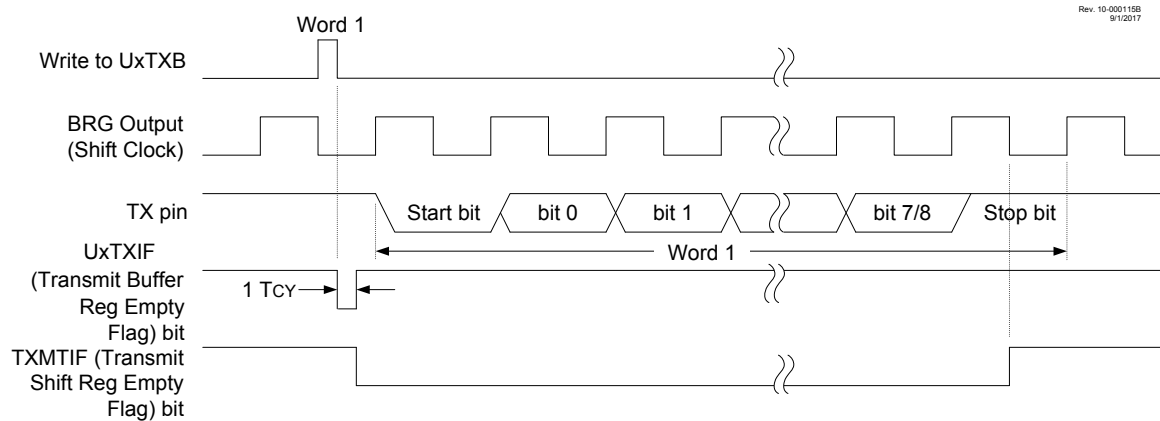 Rev. 10-000115B
9/1/2017
Word 1
Write to UxTXB
BRG Output
(Shift Clock)
TX pin
Start bit
bit 0
bit 1
bit 7/8
Stop bit
Word 1
UxTXIF
(Transmit Buffer
Reg Empty
Flag) bit
1 TCY
TXMTIF (Transmit
Shift Reg Empty
Flag) bit